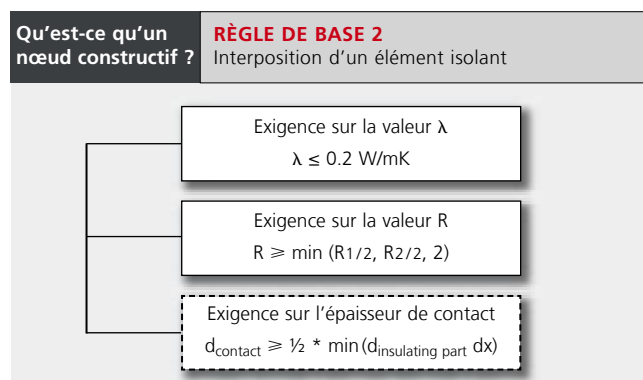 Qu'est-ce qu'un
nœud constructif ?
RÈGLE DE BASE 2
Interposition d'un élément isolant
Exigence sur la valeur λ
λ ≤ 0.2 W/mK
Exigence sur la valeur R
R ⩾ min (R1/2, R2/2, 2)
Exigence sur l'épaisseur de contact
dcontact ⩾ ½ * min (dinsulating part dx)